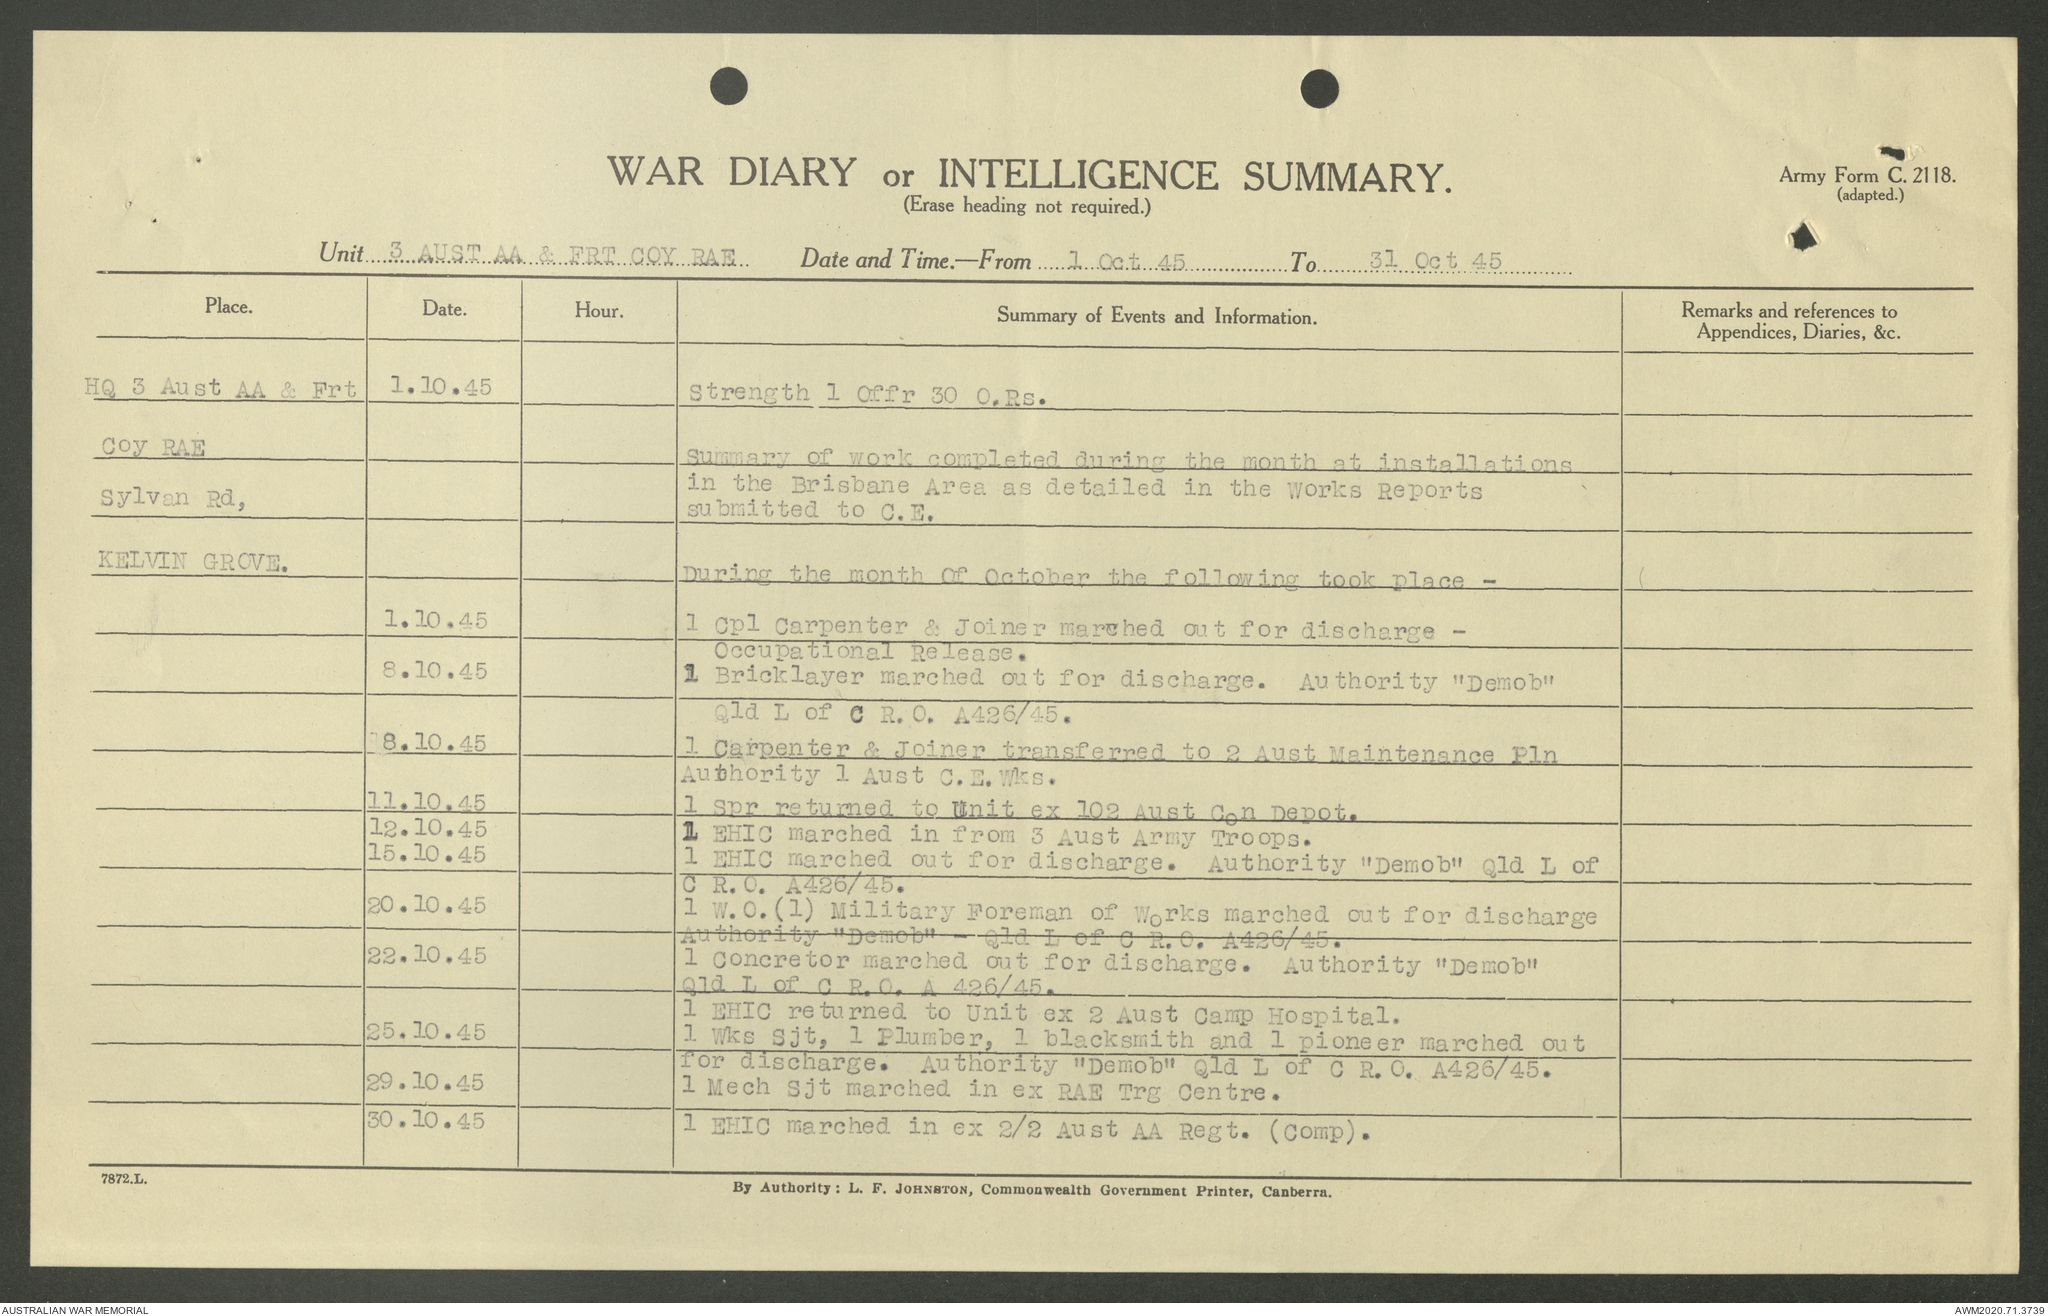 WAR DIARY or INTELLIGENCE SUMMARY.
(Erase heading not required.)
Army Form C. 2118.
(adapted.)
Unit 3 AUST AA & FRT COY RAE Date and Time.—From 1 Oct 45 To 31 Oct 45
Place. Date. Hour. Summary of Events and Information. Remarks and references to
Appendices, Diaries, &c.
HQ 3 Aust AA & Frt 1.10.45 Strength 1 Offr 30 O.Rs.
Coy RAE
Summary of work completed during the month at installations
Sylvan Rd, in the Brisbane Area as detailed in the Works Reports
submitted to C.E.
KELVIN GROVE.
During the month of October the following took place -
1.10.45 1 Cpl Carpenter & Joiner marched out for discharge -
Occupational Release.
8.10.45 1 Bricklayer marched out for discharge. Authority "Demob"
Qld L of C R.O. A426/45.
8.10.45 1 Carpenter & Joiner transferred to 2 Aust Maintenance Pln
Authority 1 Aust C.E.Wks.
11.10.45 1 Spr returned to Unit ex 102 Aust Con Depot.
12.10.45 1 EHIC marched in from 3 Aust Army Troops.
15.10.45 1 EHIC marched out for discharge. Authority "Demob" Qld L of
C R.O. A426/45.
20.10.45 1 W.O.(1) Military Foreman of Works marched out for discharge
Authority "Demob" - Qld L of C R.O. A426/45.
22.10.45 1 Concretor marched out for discharge. Authority "Demob"
Qld L of C R.O. A 426/45.
1 EHIC returned to Unit ex 2 Aust Camp Hospital.
25.10.45 1 Wks Sjt, 1 Plumber, 1 blacksmith and 1 pioneer marched out
for discharge. Authority "Demob" Qld L of C R.O. A426/45.
29.10.45 1 Mech Sjt marched in ex RAE Trg Centre.
30.10.45 1 EHIC marched in ex 2/2 Aust AA Regt. (Comp).
7872.L.
By Authority: L. F. JOHNSTON, Commonwealth Government Printer, Canberra.
AUSTRALIAN WAR MEMORIAL
AWM2020.71.3739